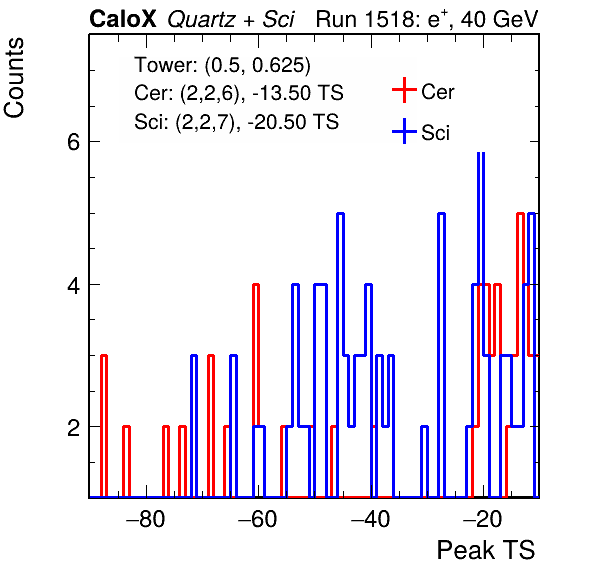 CaloX Quartz + Sci Run 1518: e⁺, 40 GeV
Counts
Tower: (0.5, 0.625)
Cer: (2,2,6), -13.50 TS
Sci: (2,2,7), -20.50 TS
Cer
Sci
6
4
2
−80 −60 −40 −20
Peak TS